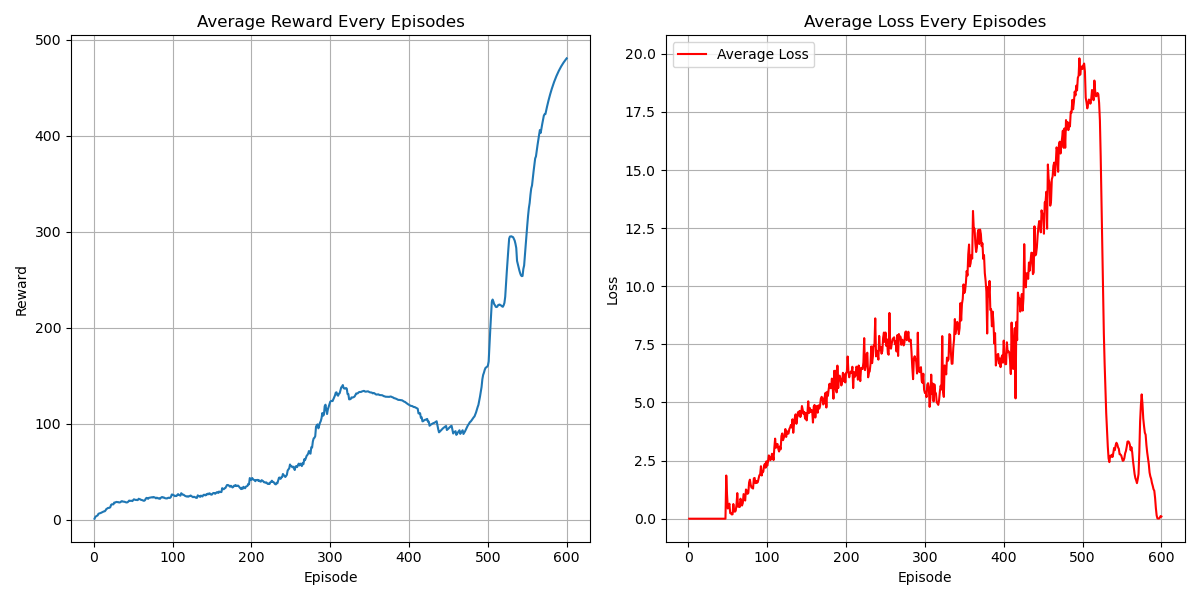 Average Reward Every Episodes
500
400
300
200
100
0
Reward
0 100 200 300 400 500 600
Episode
Average Loss Every Episodes
Average Loss
20.0
17.5
15.0
12.5
10.0
7.5
5.0
2.5
0.0
Loss
0 100 200 300 400 500 600
Episode